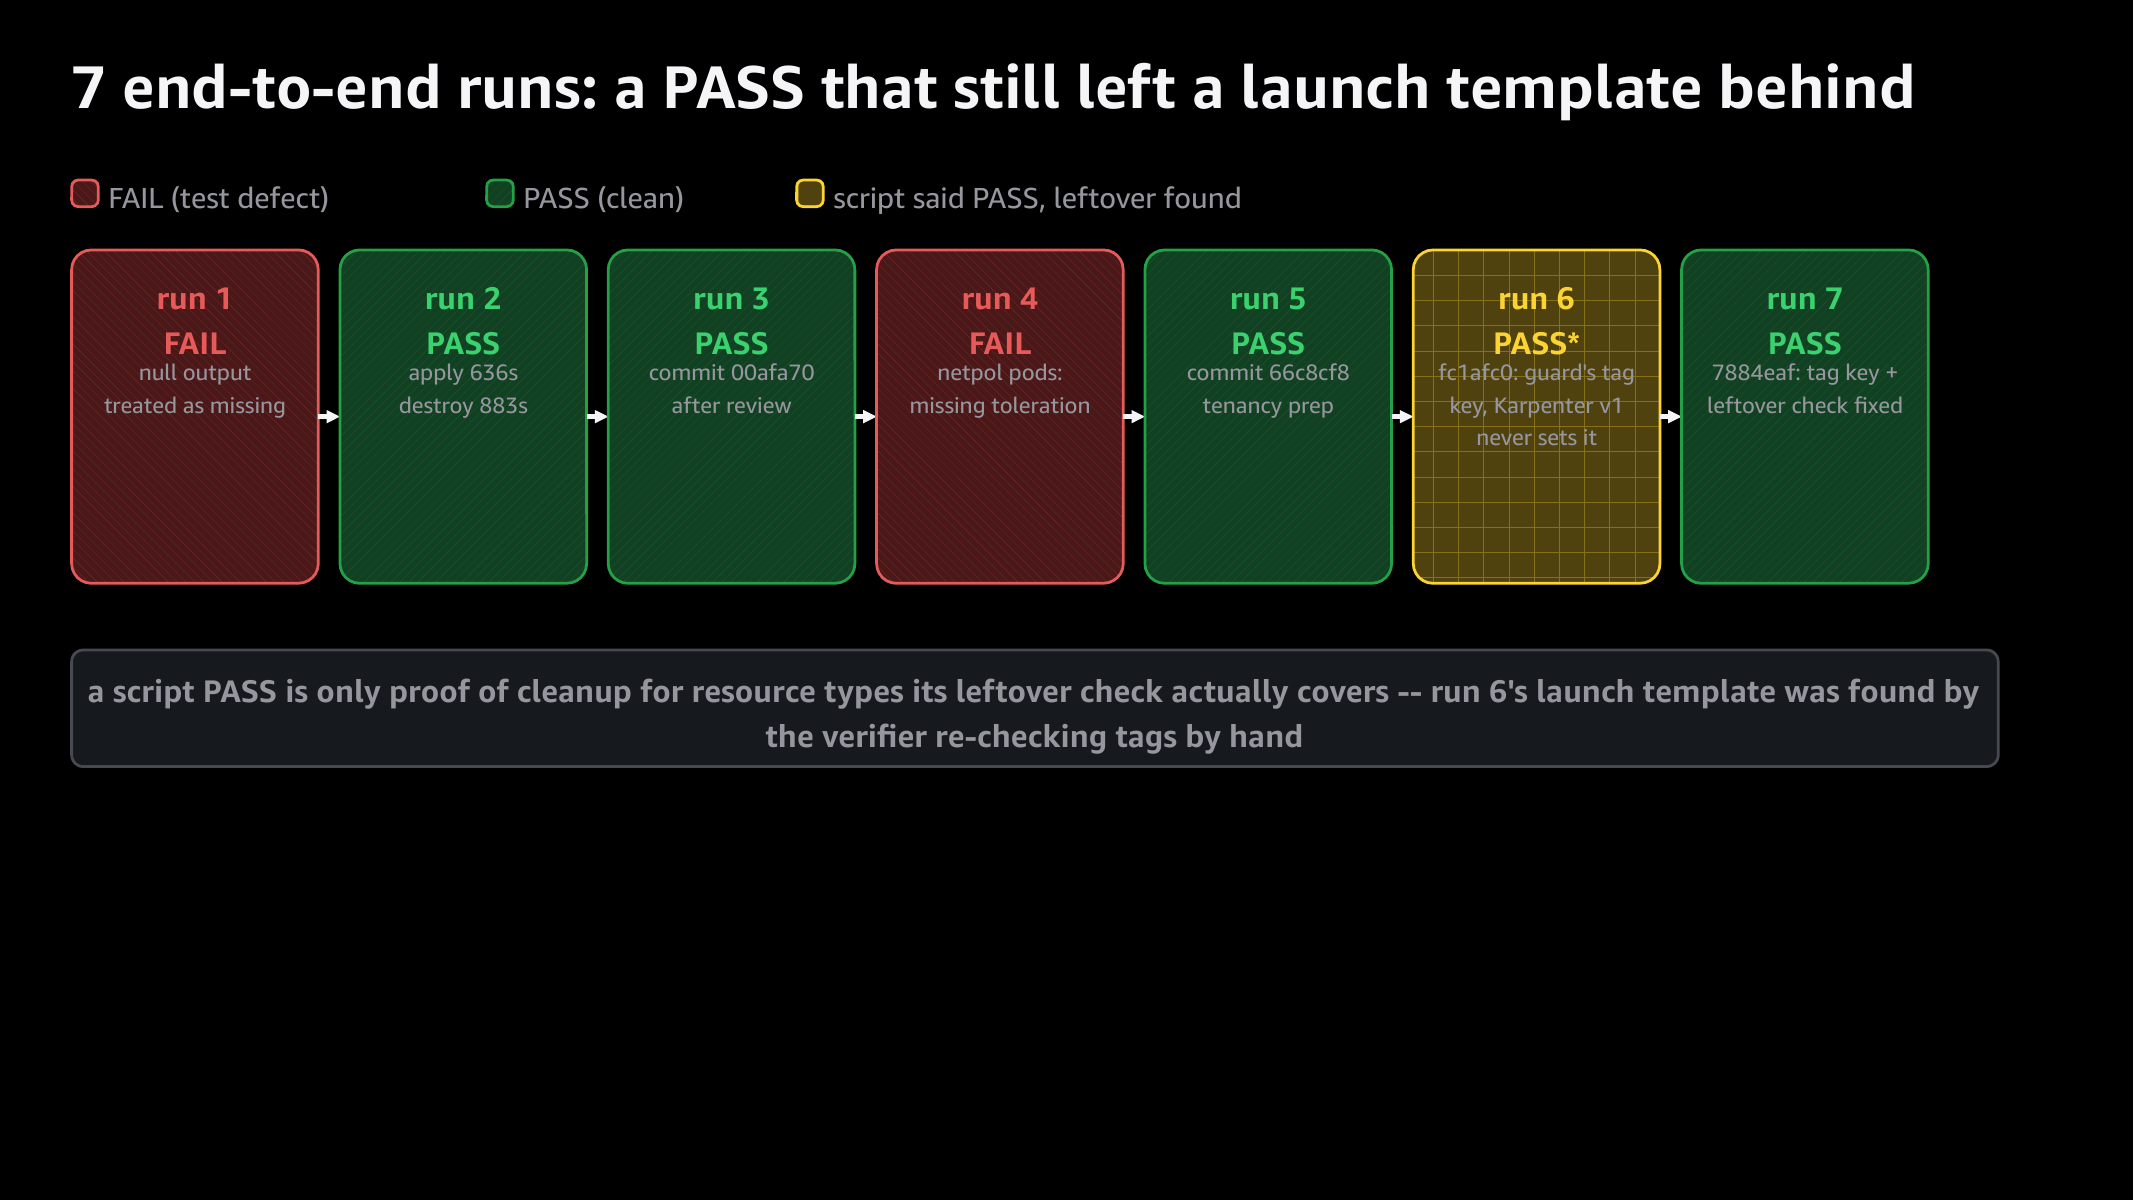 7 end-to-end runs: a PASS that still left a launch template behind
FAIL (test defect)
PASS (clean)
script said PASS, leftover found
run 1
FAIL
null output
treated as missing
run 2
PASS
apply 636s
destroy 883s
run 3
PASS
commit 00afa70
after review
run 4
FAIL
netpol pods:
missing toleration
run 5
PASS
commit 66c8cf8
tenancy prep
run 6
PASS*
fc1afc0: guard's tag
key, Karpenter v1
never sets it
run 7
PASS
7884eaf: tag key +
leftover check fixed
a script PASS is only proof of cleanup for resource types its leftover check actually covers -- run 6's launch template was found by
the verifier re-checking tags by hand